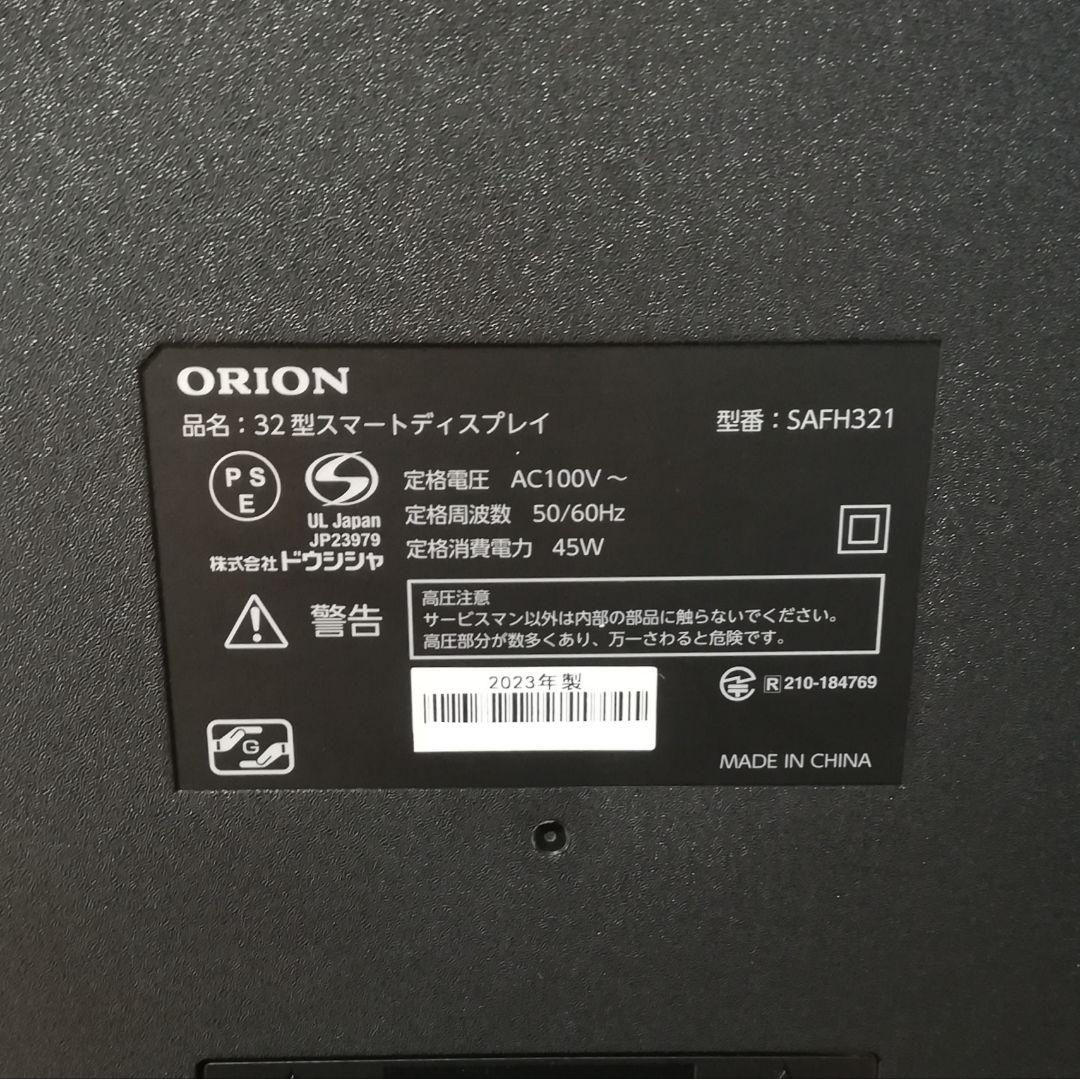 ORION
品名：32型スマートディスプレイ
型番：SAFH321
PS
E
UL Japan
JP23979
株式会社ドウシシャ
定格電圧 AC100V～
定格周波数 50/60Hz
定格消費電力 45W
警告
高圧注意
サービスマン以外は内部の部品に触らないでください。
高圧部分が数多くあり、万一さわると危険です。
2023年製
R 210-184769
G
MADE IN CHINA